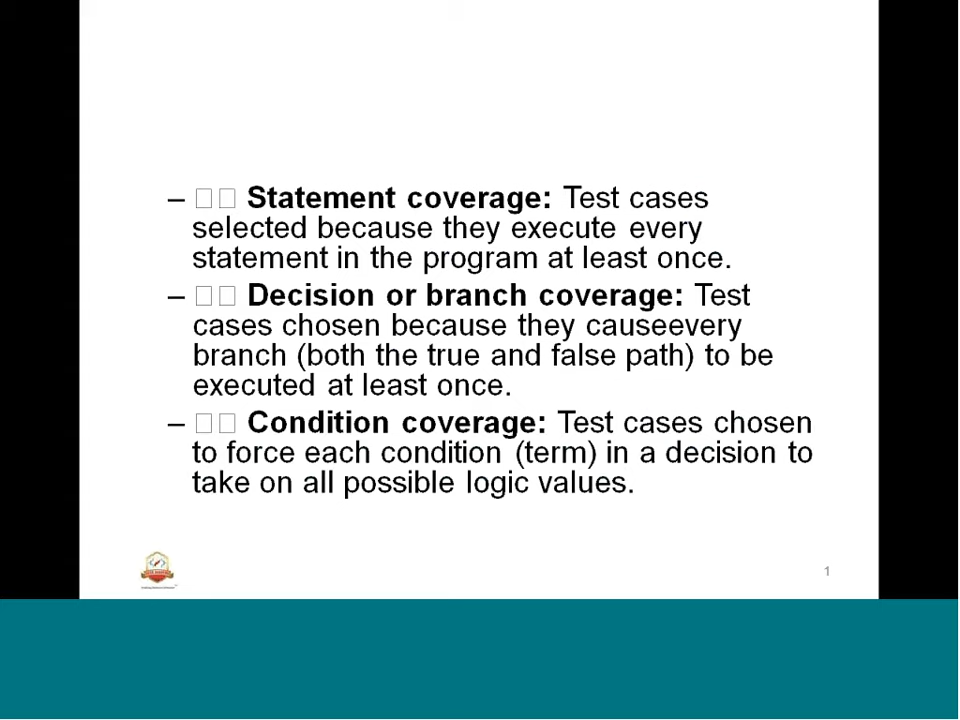 – □□ Statement coverage: Test cases
selected because they execute every
statement in the program at least once.
– □□ Decision or branch coverage: Test
cases chosen because they causeevery
branch (both the true and false path) to be
executed at least once.
– □□ Condition coverage: Test cases chosen
to force each condition (term) in a decision to
take on all possible logic values.
1